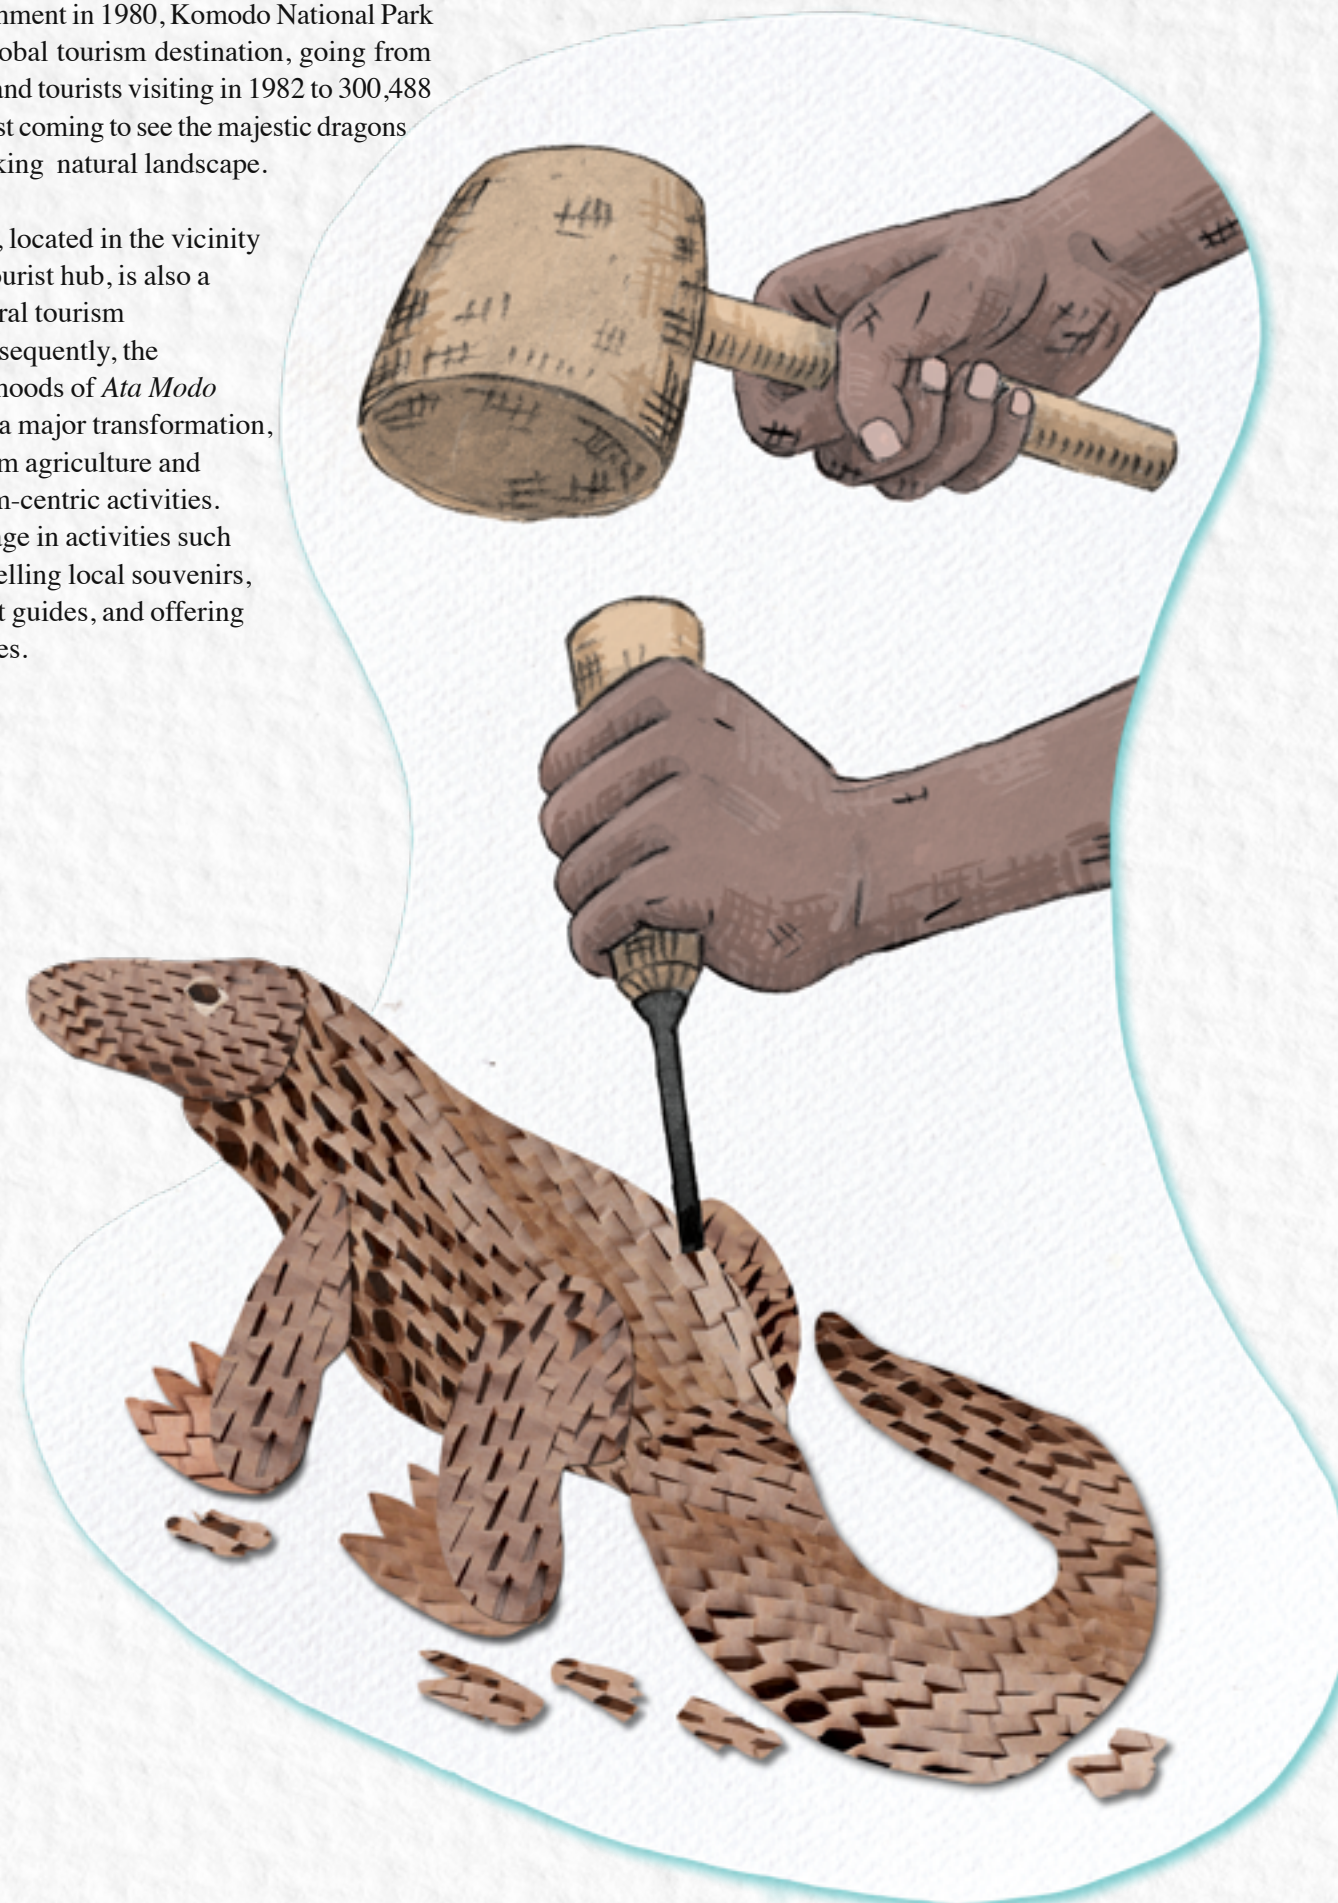 nment in 1980, Komodo National Park
obal tourism destination, going from
and tourists visiting in 1982 to 300,488
st coming to see the majestic dragons
king natural landscape.
, located in the vicinity
ourist hub, is also a
ral tourism
sequently, the
hoods of Ata Modo
a major transformation,
m agriculture and
m-centric activities.
age in activities such
elling local souvenirs,
t guides, and offering
es.